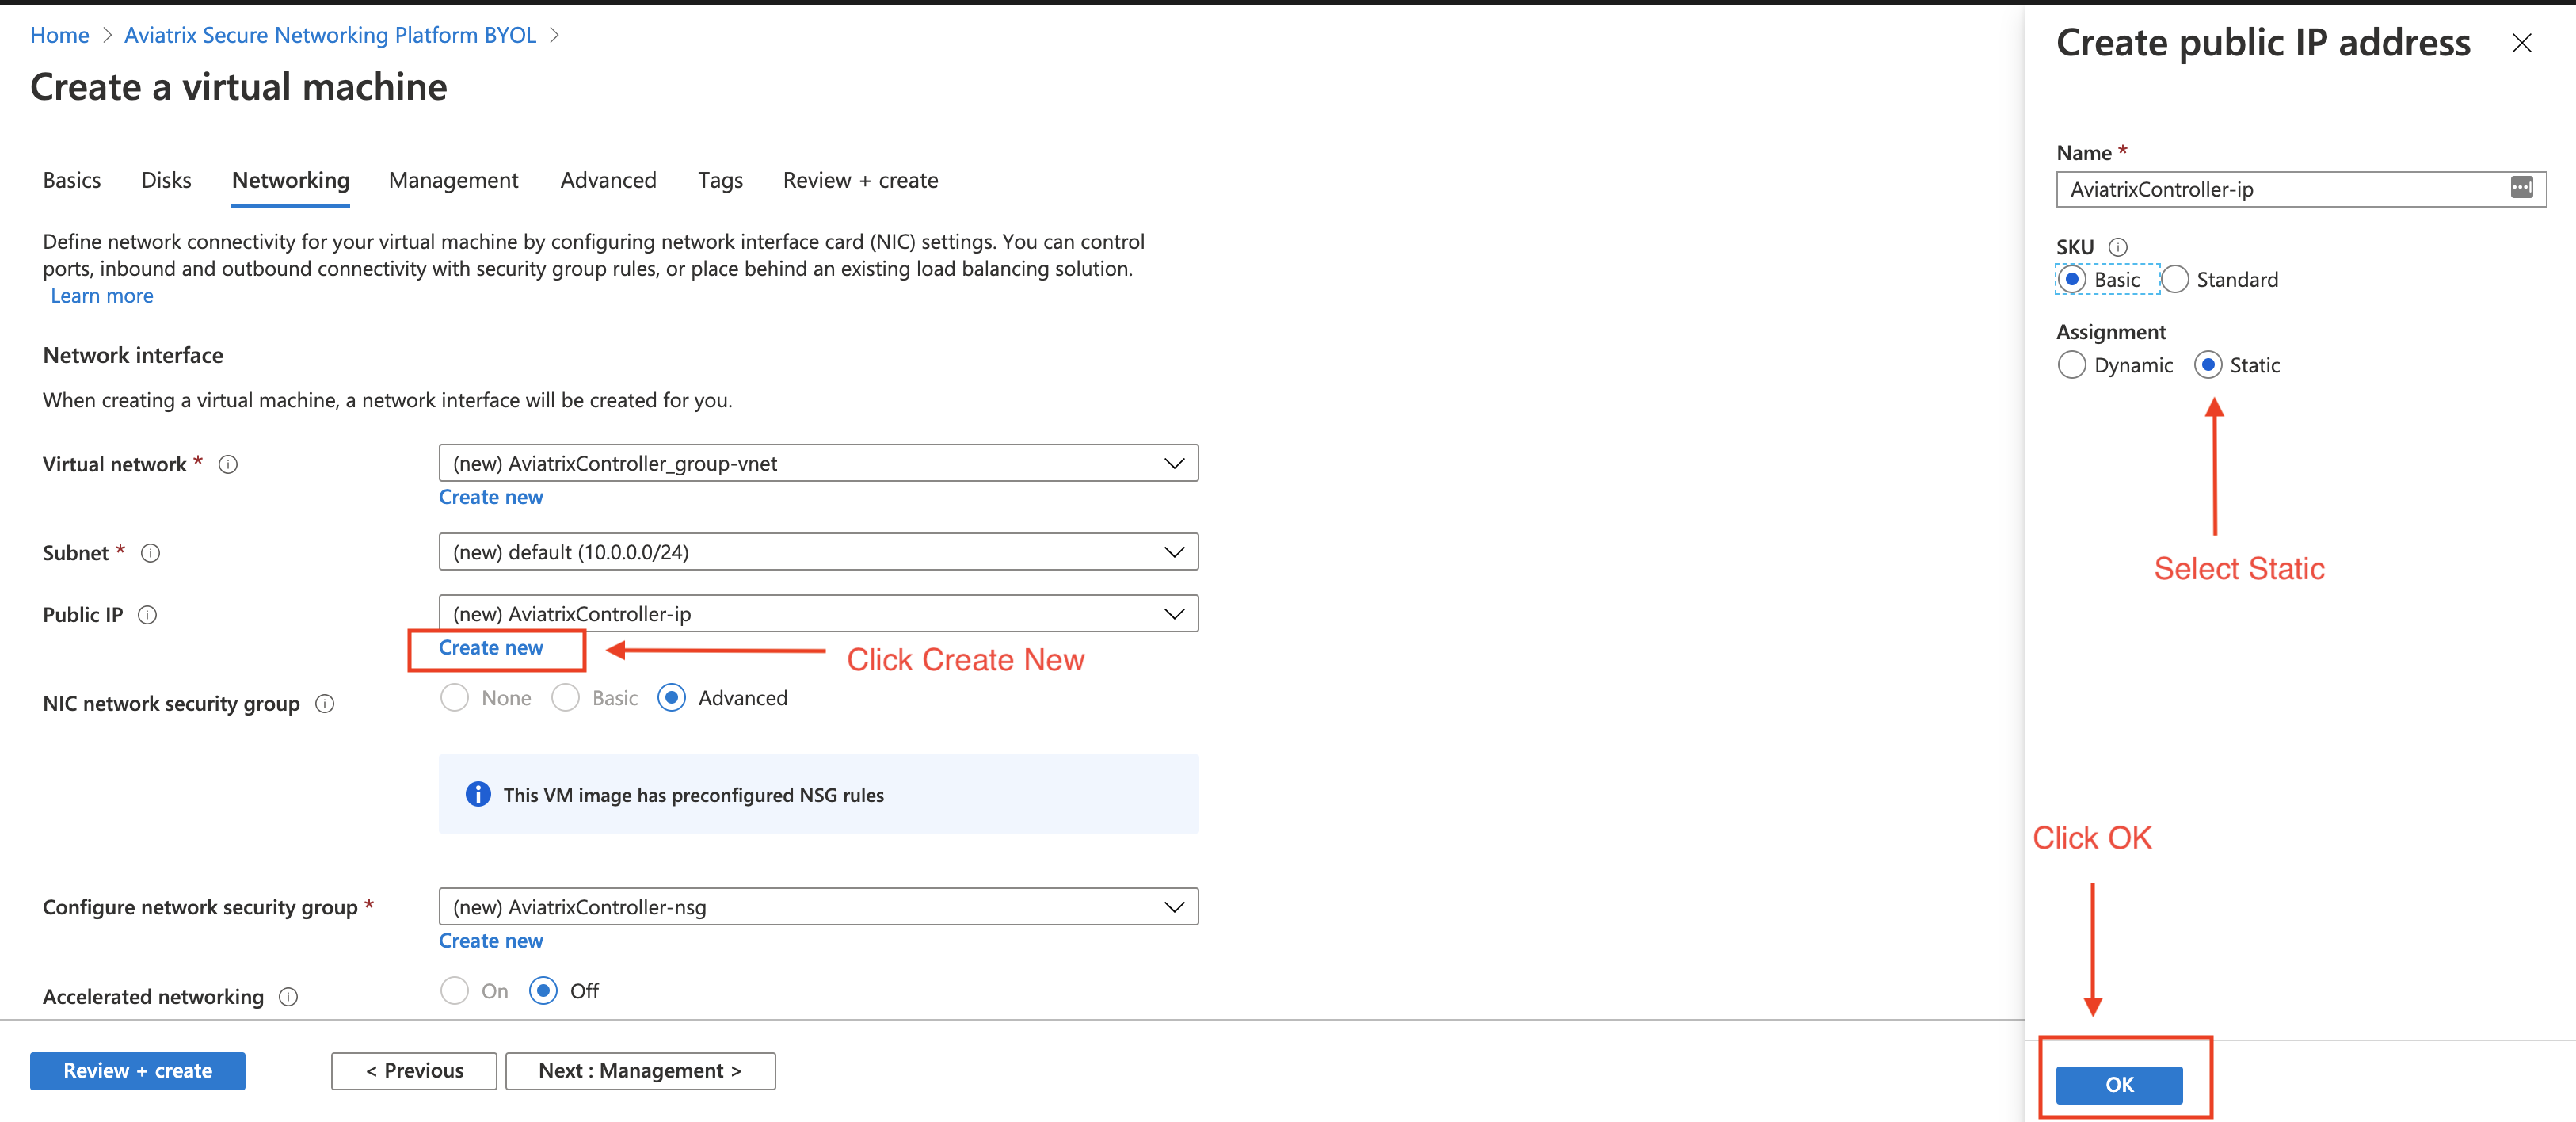 Home > Aviatrix Secure Networking Platform BYOL >
Create a virtual machine
Basics Disks Networking Management Advanced Tags Review + create
Define network connectivity for your virtual machine by configuring network interface card (NIC) settings. You can control
ports, inbound and outbound connectivity with security group rules, or place behind an existing load balancing solution.
Learn more
Network interface
When creating a virtual machine, a network interface will be created for you.
Virtual network *
(new) AviatrixController_group-vnet
Create new
Subnet *
(new) default (10.0.0.0/24)
Public IP
(new) AviatrixController-ip
Create new
Click Create New
NIC network security group
None Basic Advanced
This VM image has preconfigured NSG rules
Configure network security group *
(new) AviatrixController-nsg
Create new
Accelerated networking
On Off
Review + create
< Previous
Next : Management >
Create public IP address
Name *
AviatrixController-ip
SKU
Basic Standard
Assignment
Dynamic Static
Select Static
Click OK
OK